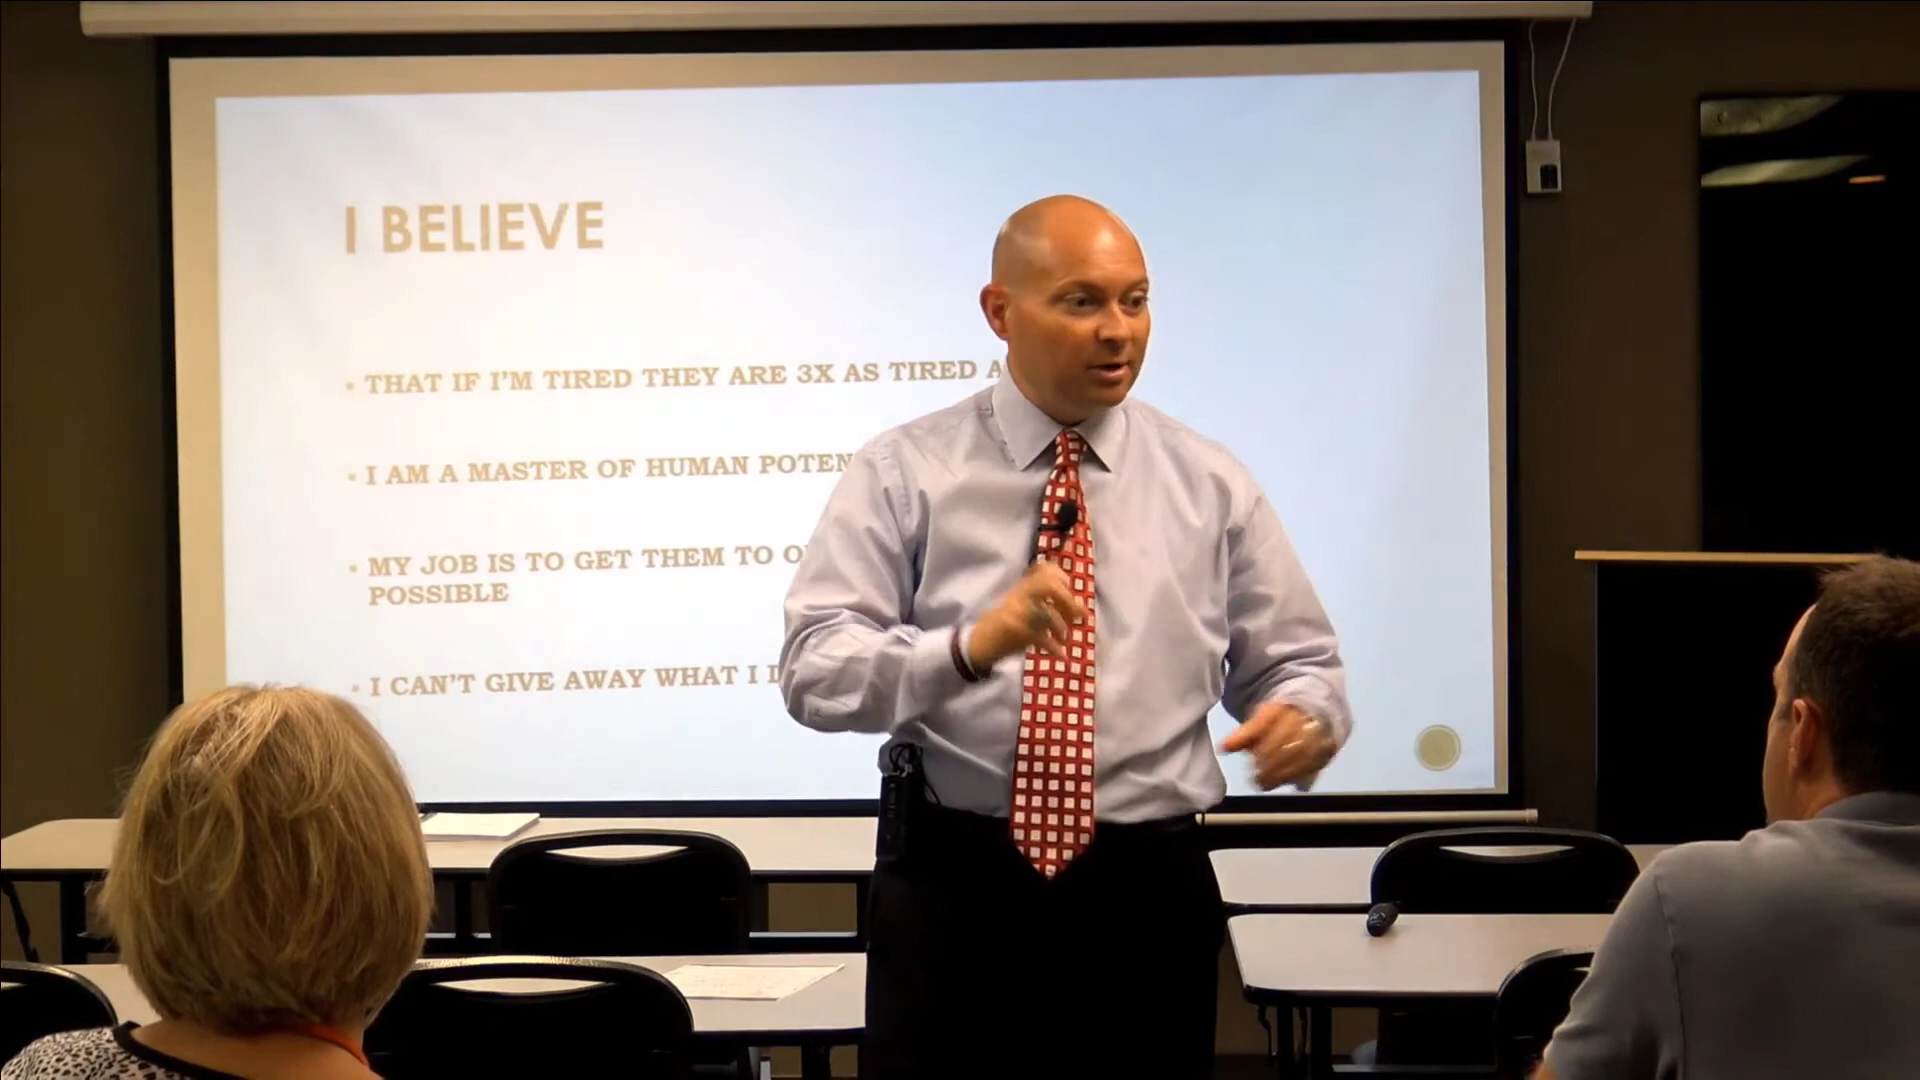 I BELIEVE
THAT IF I'M TIRED THEY ARE 3X AS TIRED
I AM A MASTER OF HUMAN
MY JOB IS TO GET THEM TO
POSSIBLE
I CAN'T GIVE AWAY WHAT I